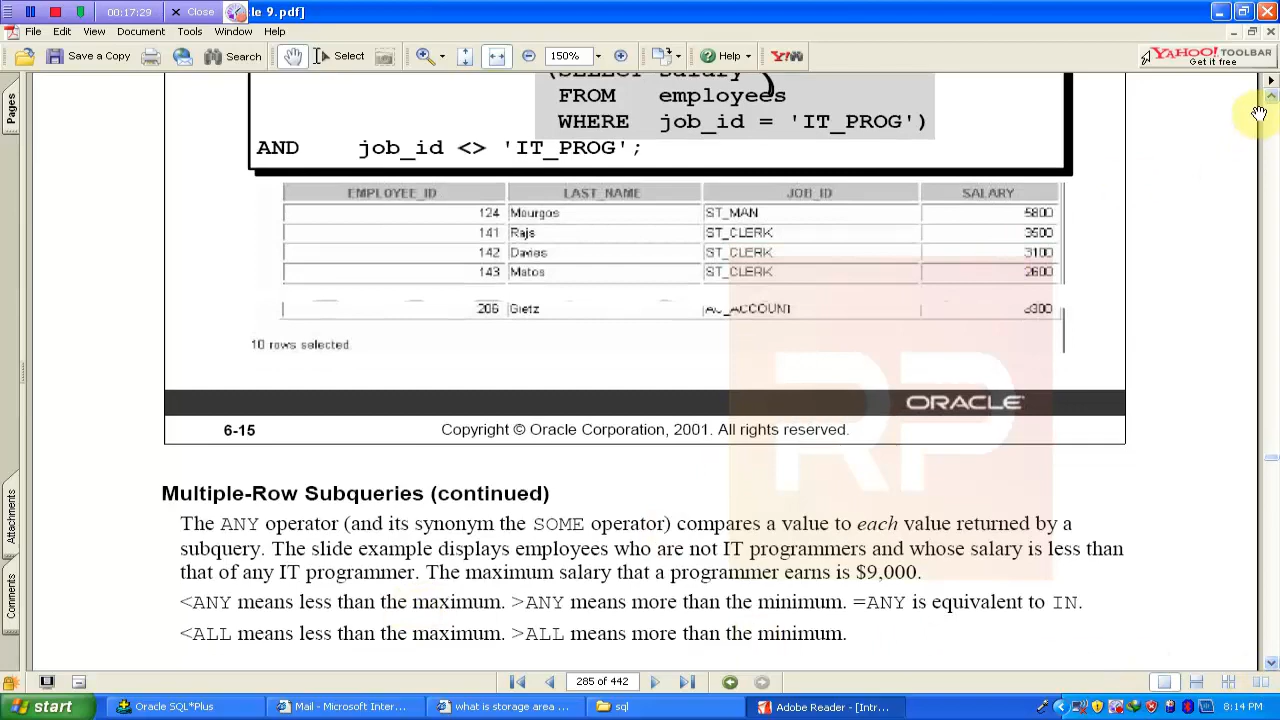 00:17:29 Close le 9.pdf]
File Edit View Document Tools Window Help
Save a Copy Search Select 150% Help YAHOO! TOOLBAR
Get it free!
Pages
(SELECT salary
FROM employees
WHERE job_id = 'IT_PROG')
AND job_id <> 'IT_PROG';
EMPLOYEE_ID LAST_NAME JOB_ID SALARY
124 Mourgos ST_MAN 5800
141 Rajs ST_CLERK 3500
142 Davies ST_CLERK 3100
143 Matos ST_CLERK 2600
206 Gietz AC_ACCOUNT 8300
10 rows selected.
RP
ORACLE
6-15 Copyright © Oracle Corporation, 2001. All rights reserved.
Attachments
Multiple-Row Subqueries (continued)
The ANY operator (and its synonym the SOME operator) compares a value to each value returned by a
subquery. The slide example displays employees who are not IT programmers and whose salary is less than
that of any IT programmer. The maximum salary that a programmer earns is $9,000.
Comments
<ANY means less than the maximum. >ANY means more than the minimum. =ANY is equivalent to IN.
<ALL means less than the maximum. >ALL means more than the minimum.
285 of 442
start Oracle SQL*Plus Mail - Microsoft Inter... what is storage area ... sql Adobe Reader - [Intr... 8:14 PM